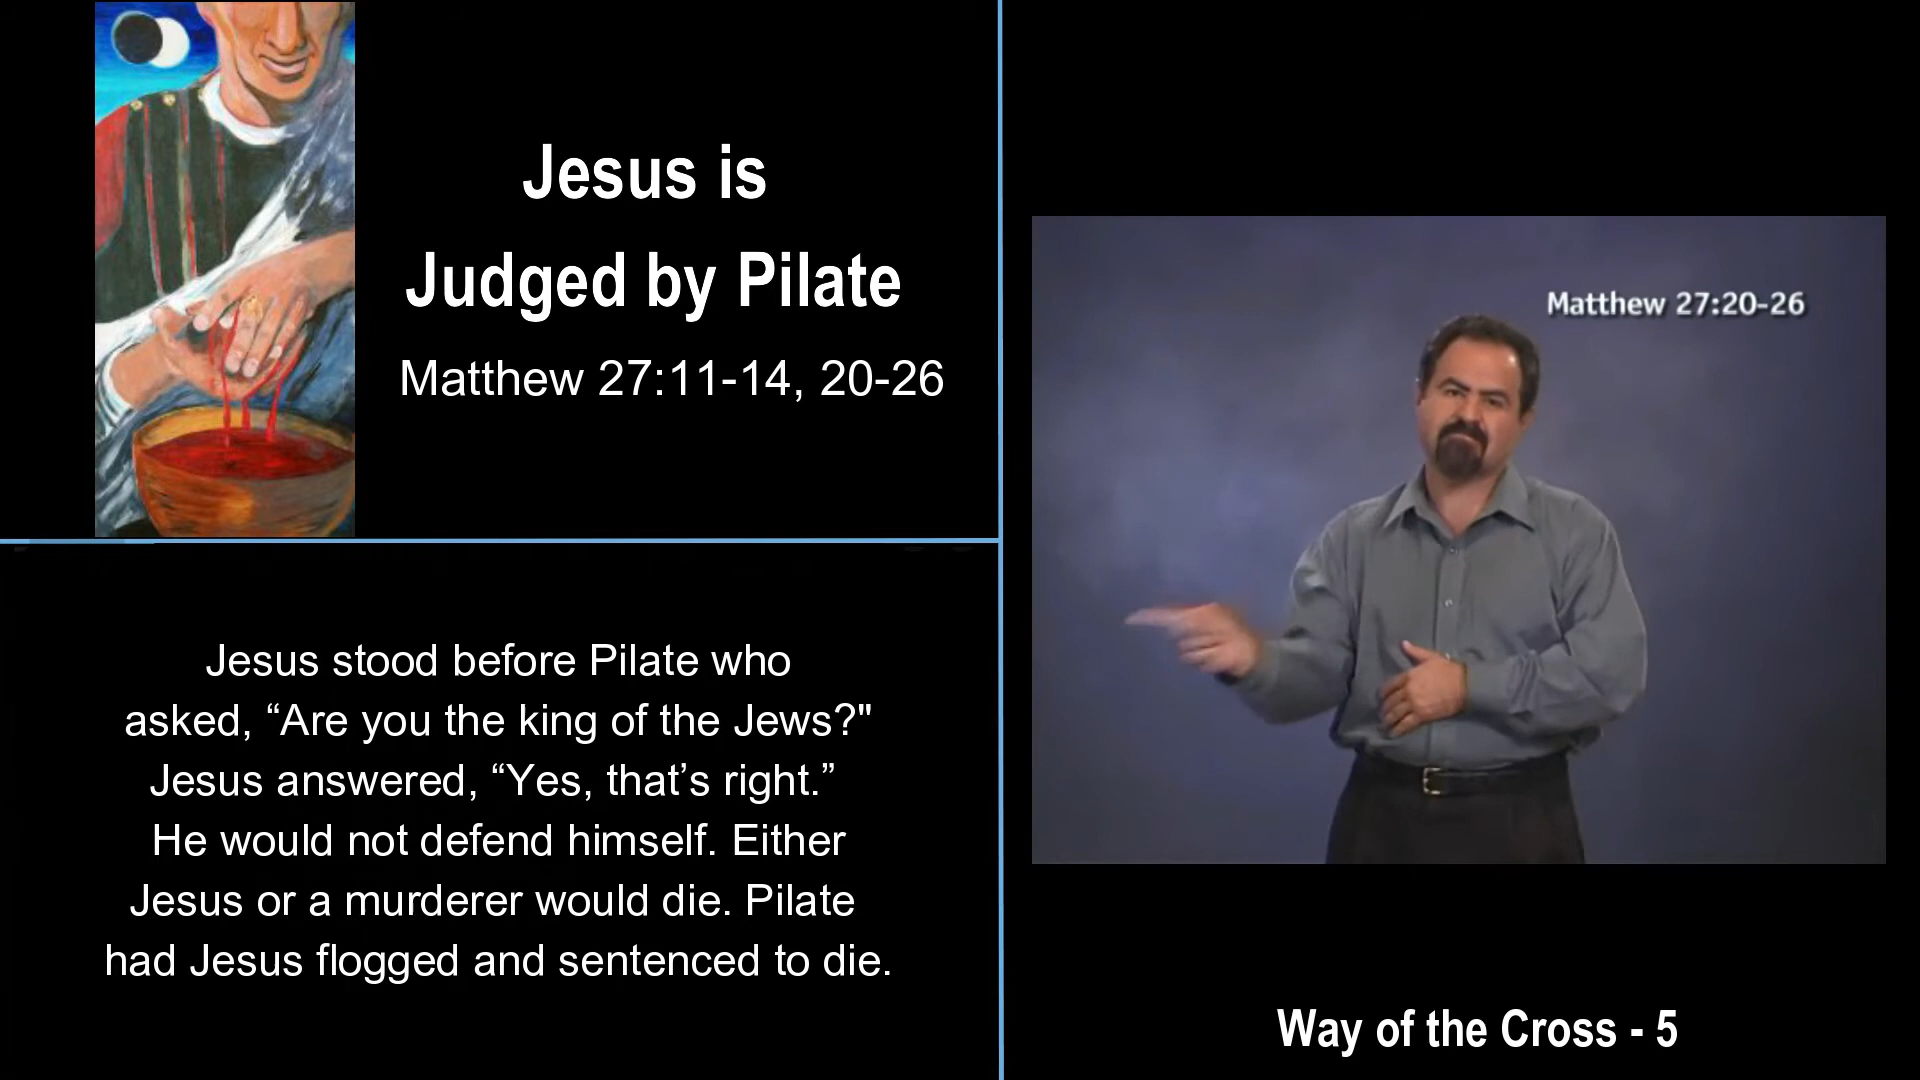 Jesus is
Judged by Pilate
Matthew 27:11-14, 20-26
Jesus stood before Pilate who
asked, “Are you the king of the Jews?"
Jesus answered, “Yes, that’s right.”
He would not defend himself. Either
Jesus or a murderer would die. Pilate
had Jesus flogged and sentenced to die.
Matthew 27:20-26
Way of the Cross - 5